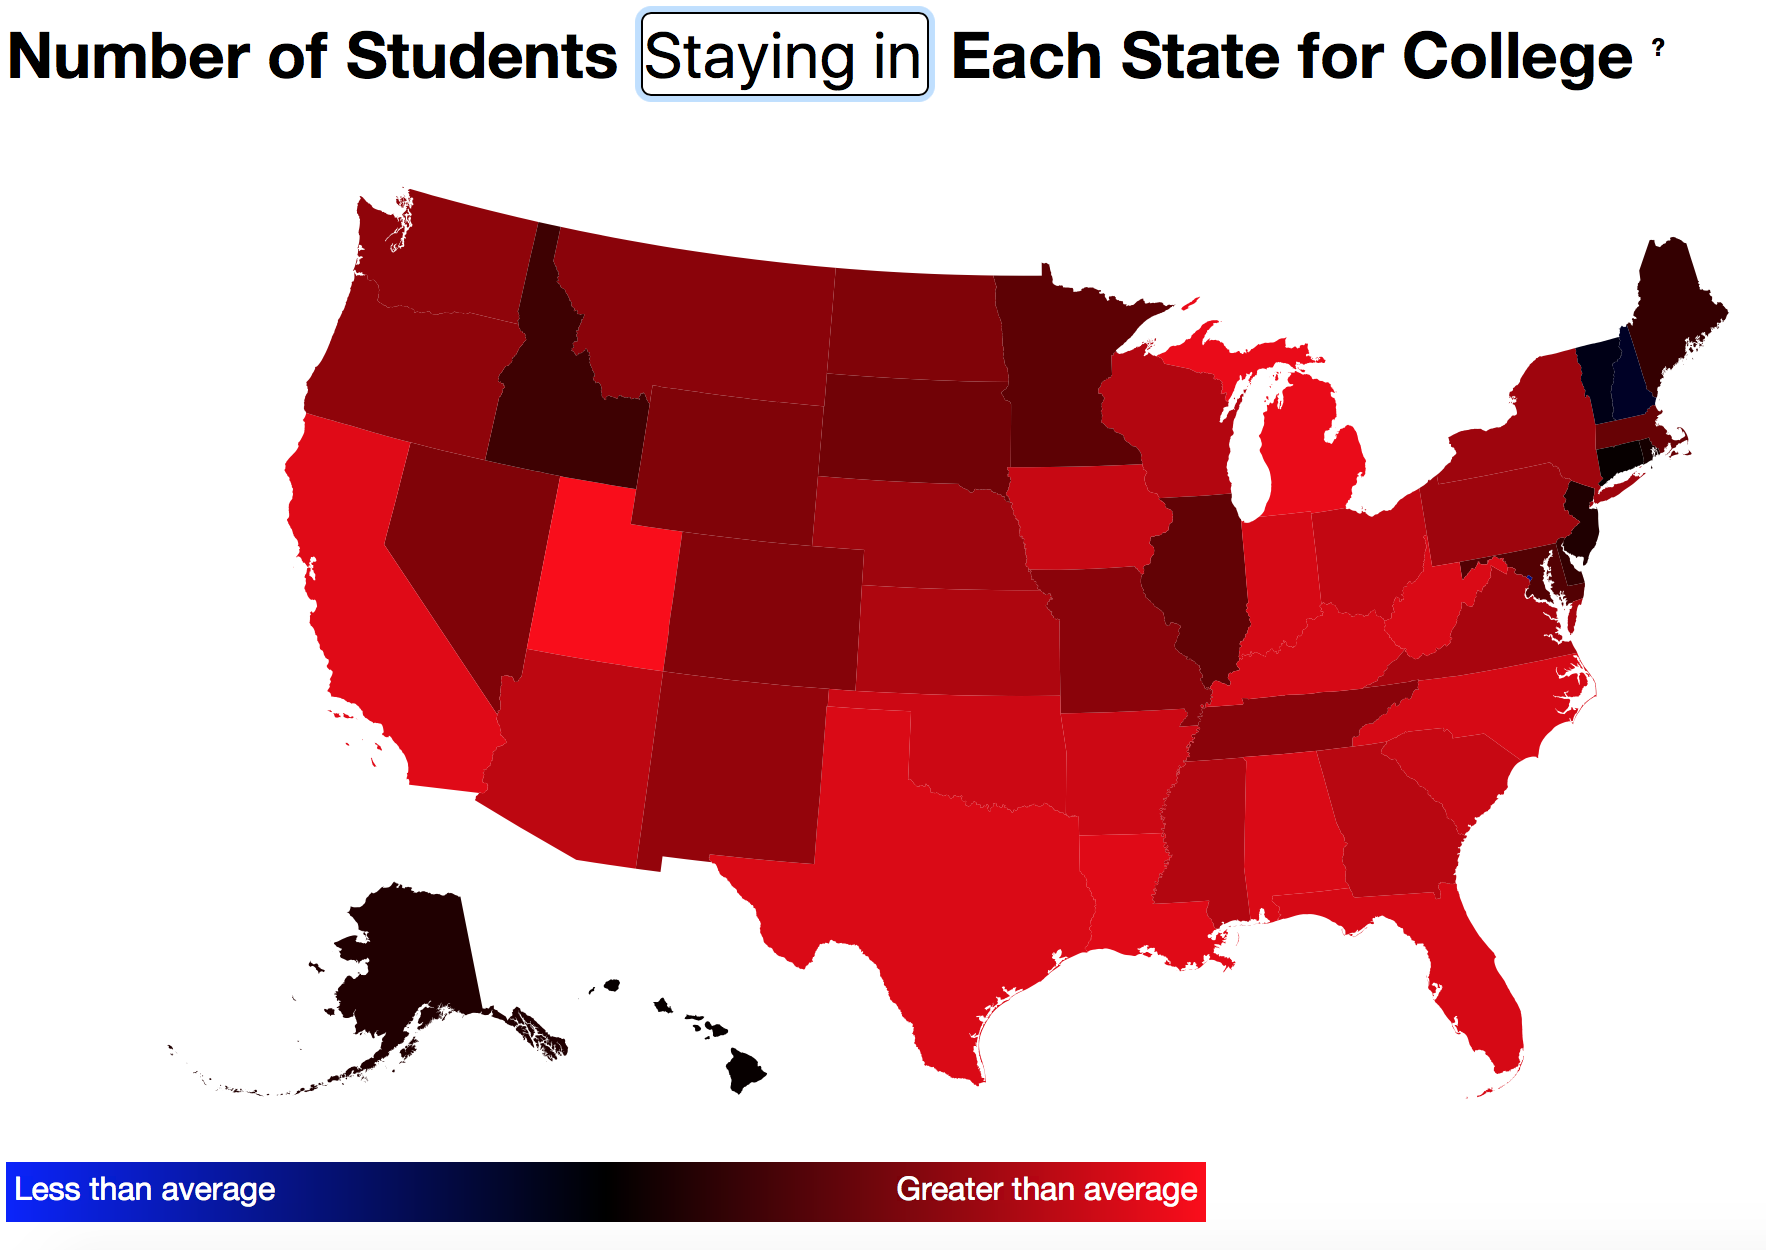 Number of Students Staying in Each State for College ?
Less than average Greater than average